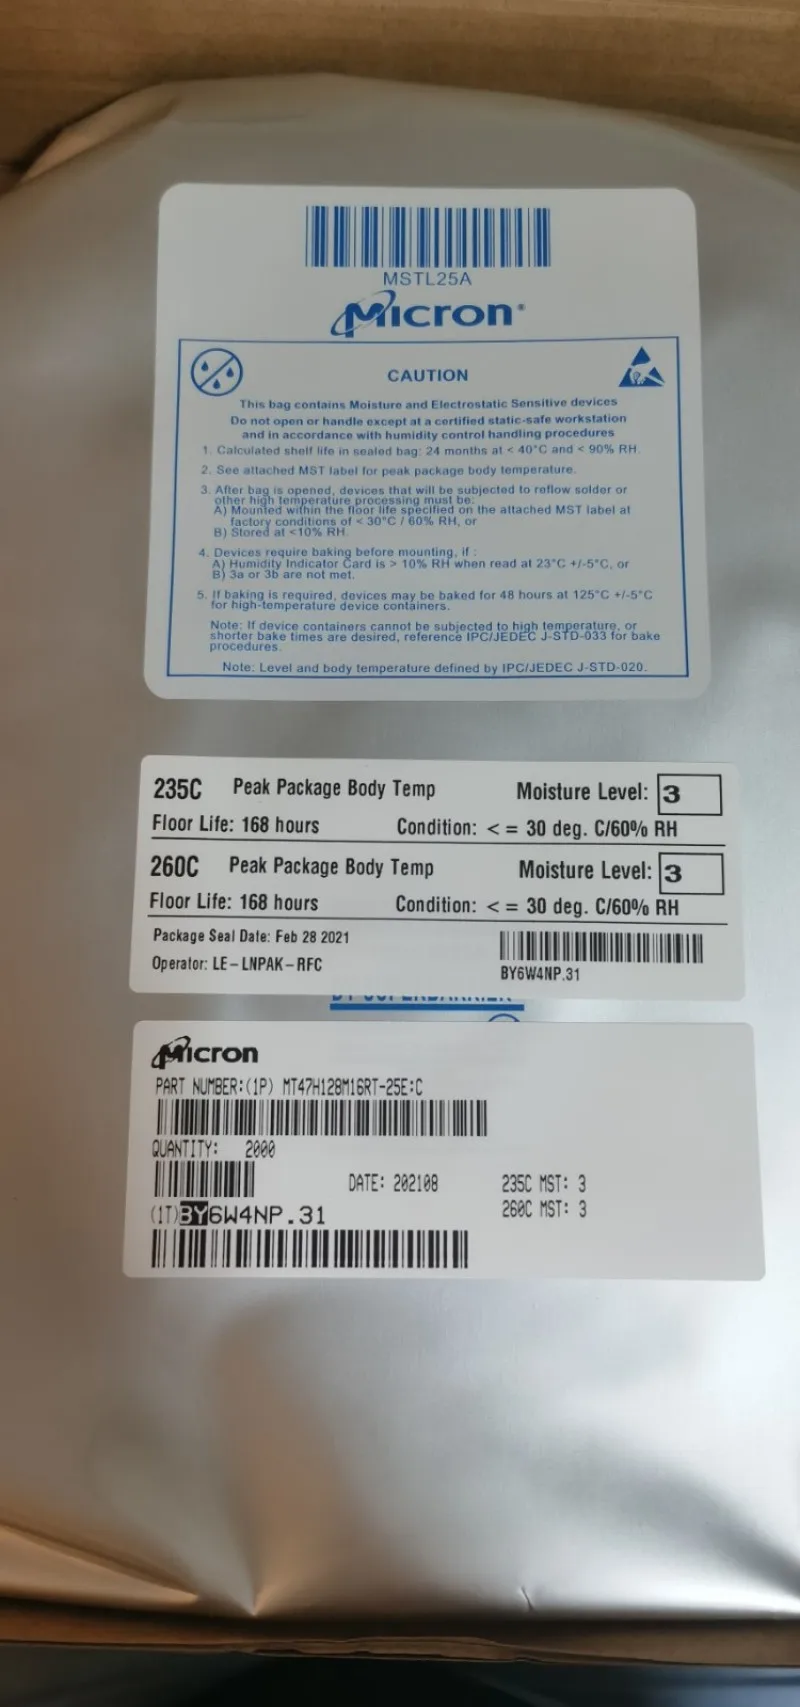 MSTL25A
Micron®
CAUTION
This bag contains Moisture and Electrostatic Sensitive devices
Do not open or handle except at a certified static-safe workstation
and in accordance with humidity control handling procedures
1. Calculated shelf life in sealed bag: 24 months at < 40°C and < 90% RH.
2. See attached MST label for peak package body temperature.
3. After bag is opened, devices that will be subjected to reflow solder or
other high temperature processing must be:
A) Mounted within the floor life specified on the attached MST label at
factory conditions of < 30°C / 60% RH, or
B) Stored at <10% RH.
4. Devices require baking before mounting, if :
A) Humidity Indicator Card is > 10% RH when read at 23°C +/-5°C, or
B) 3a or 3b are not met.
5. If baking is required, devices may be baked for 48 hours at 125°C +/-5°C
for high-temperature device containers.
Note: If device containers cannot be subjected to high temperature, or
shorter bake times are desired, reference IPC/JEDEC J-STD-033 for bake
procedures.
Note: Level and body temperature defined by IPC/JEDEC J-STD-020.
235C Peak Package Body Temp Moisture Level: 3
Floor Life: 168 hours Condition: < = 30 deg. C/60% RH
260C Peak Package Body Temp Moisture Level: 3
Floor Life: 168 hours Condition: < = 30 deg. C/60% RH
Package Seal Date: Feb 28 2021
Operator: LE-LNPAK-RFC BY6W4NP.31
Micron
PART NUMBER:(1P) MT47H128M16RT-25E:C
QUANTITY: 2000
DATE: 202108 235C MST: 3
260C MST: 3
(1T)BY6W4NP.31